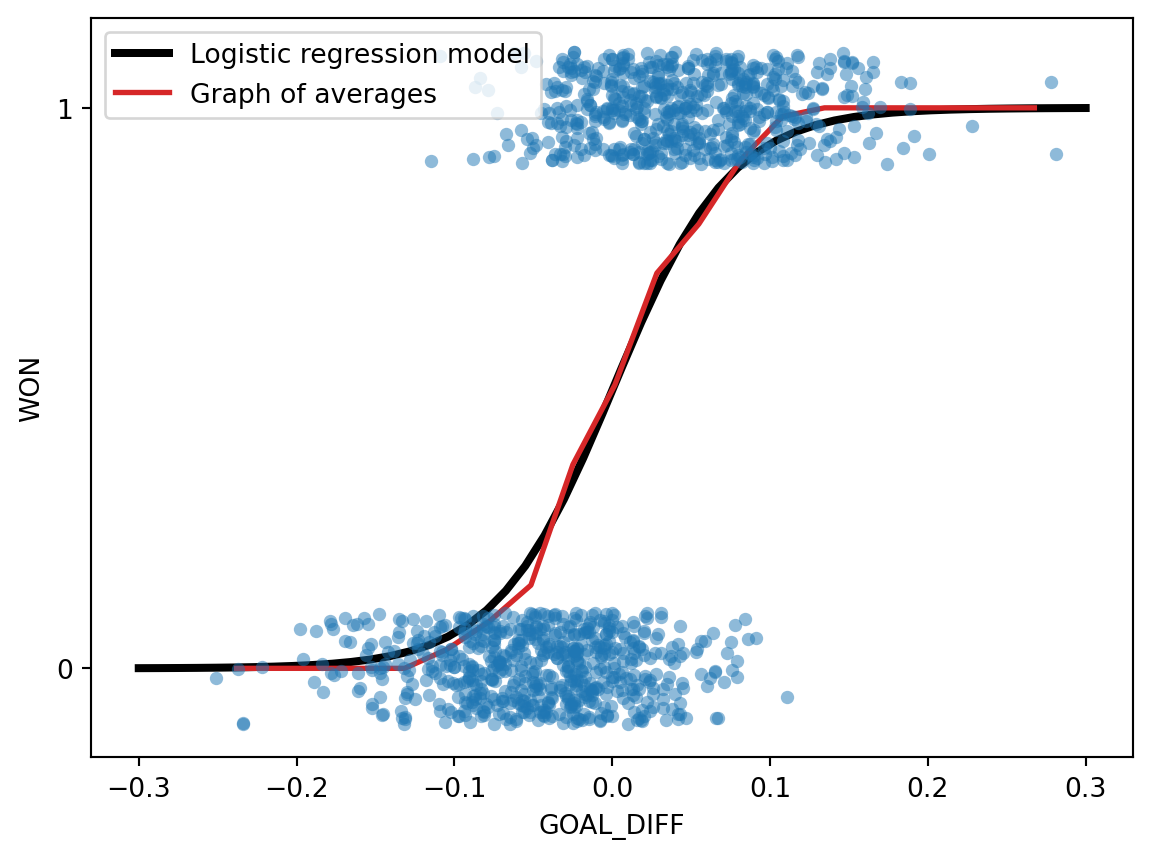 Logistic regression model
Graph of averages
1
0
WON
−0.3 −0.2 −0.1 0.0 0.1 0.2 0.3
GOAL_DIFF